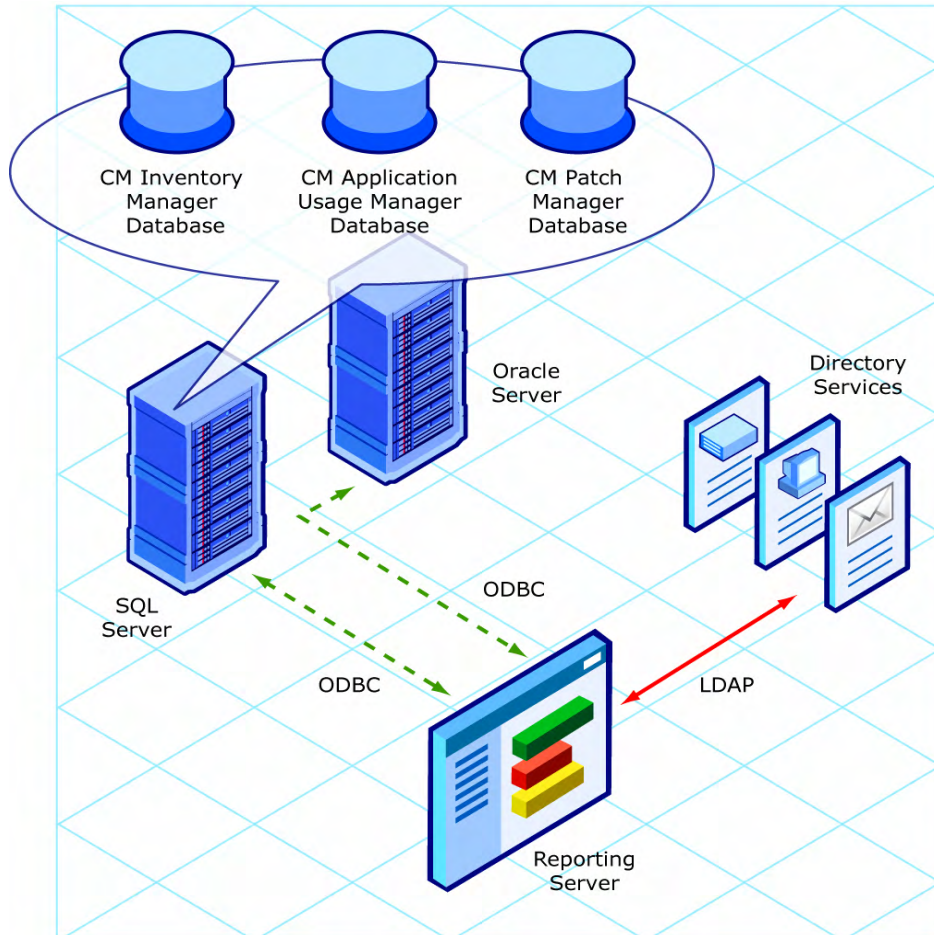 CM Inventory
Manager
Database
CM Application
Usage Manager
Database
CM Patch
Manager
Database
Oracle
Server
Directory
Services
SQL
Server
ODBC
ODBC
LDAP
Reporting
Server